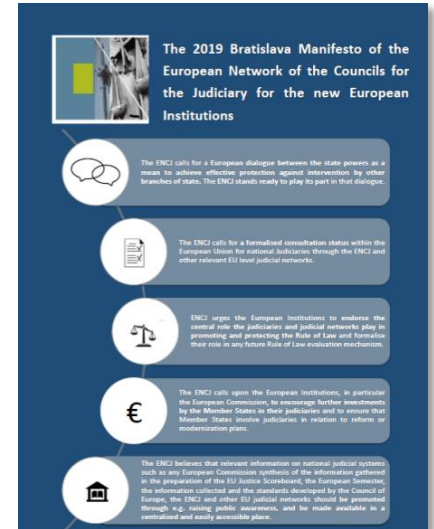 The 2019 Bratislava Manifesto of the
European Network of the Councils for
the Judiciary for the new European
Institutions
The ENCJ calls for a European dialogue between the state powers as a
mean to achieve effective protection against intervention by other
branches of state. The ENCJ stands ready to play its part in that dialogue.
The ENCJ calls for a formalised consultation status within the
European Union for national Judiciaries through the ENCJ and
other relevant EU level judicial networks.
ENCJ urges the European Institutions to endorse the
central role the judiciaries and judicial networks play in
promoting and protecting the Rule of Law and formalise
their role in any future Rule of Law evaluation mechanism.
€
The ENCJ calls upon the European Institutions, in particular
the European Commission, to encourage further investments
by the Member States in their judiciaries and to ensure that
Member States involve judiciaries in relation to reform or
modernization plans.
The ENCJ believes that relevant information on national judicial systems
such as any European Commission synthesis of the information gathered
in the preparation of the EU Justice Scoreboard, the European Semester,
the information collected and the standards developed by the Council of
Europe, the ENCJ and other EU judicial networks should be promoted
through e.g. raising public awareness, and be made available in a
centralised and easily accessible place.